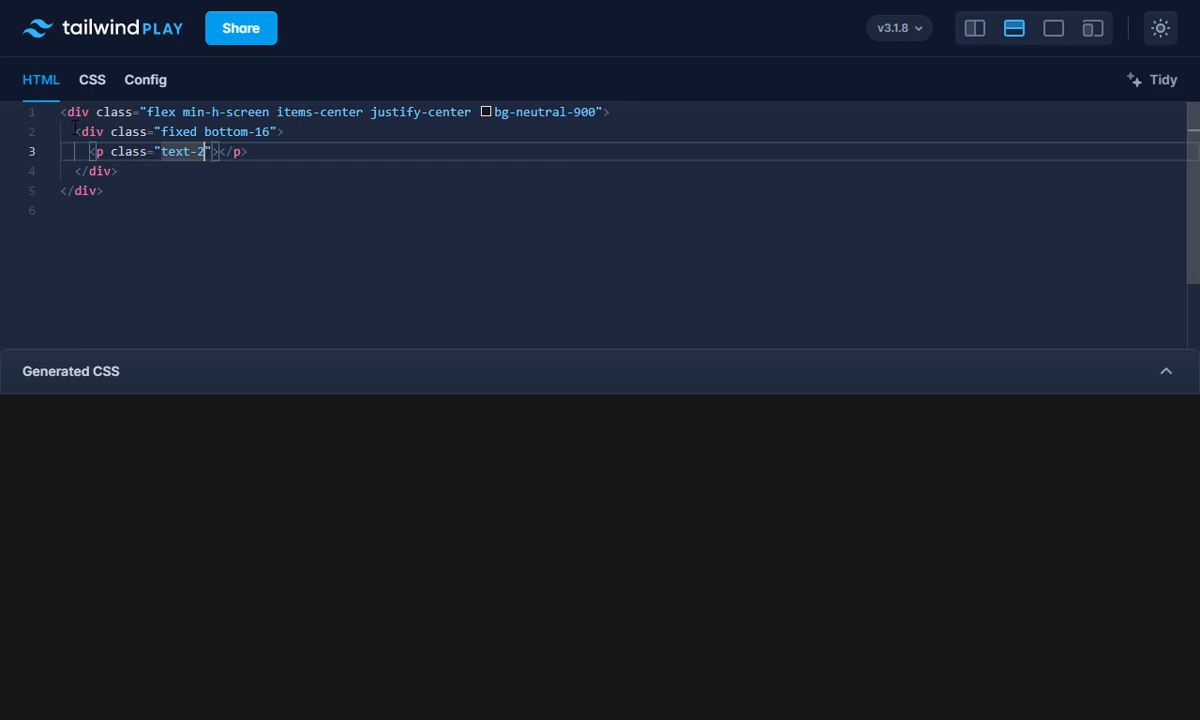 tailwind PLAY Share v3.1.8
HTML CSS Config Tidy
1 <div class="flex min-h-screen items-center justify-center bg-neutral-900">
2 <div class="fixed bottom-16">
3 <p class="text-2"></p>
4 </div>
5 </div>
6
Generated CSS